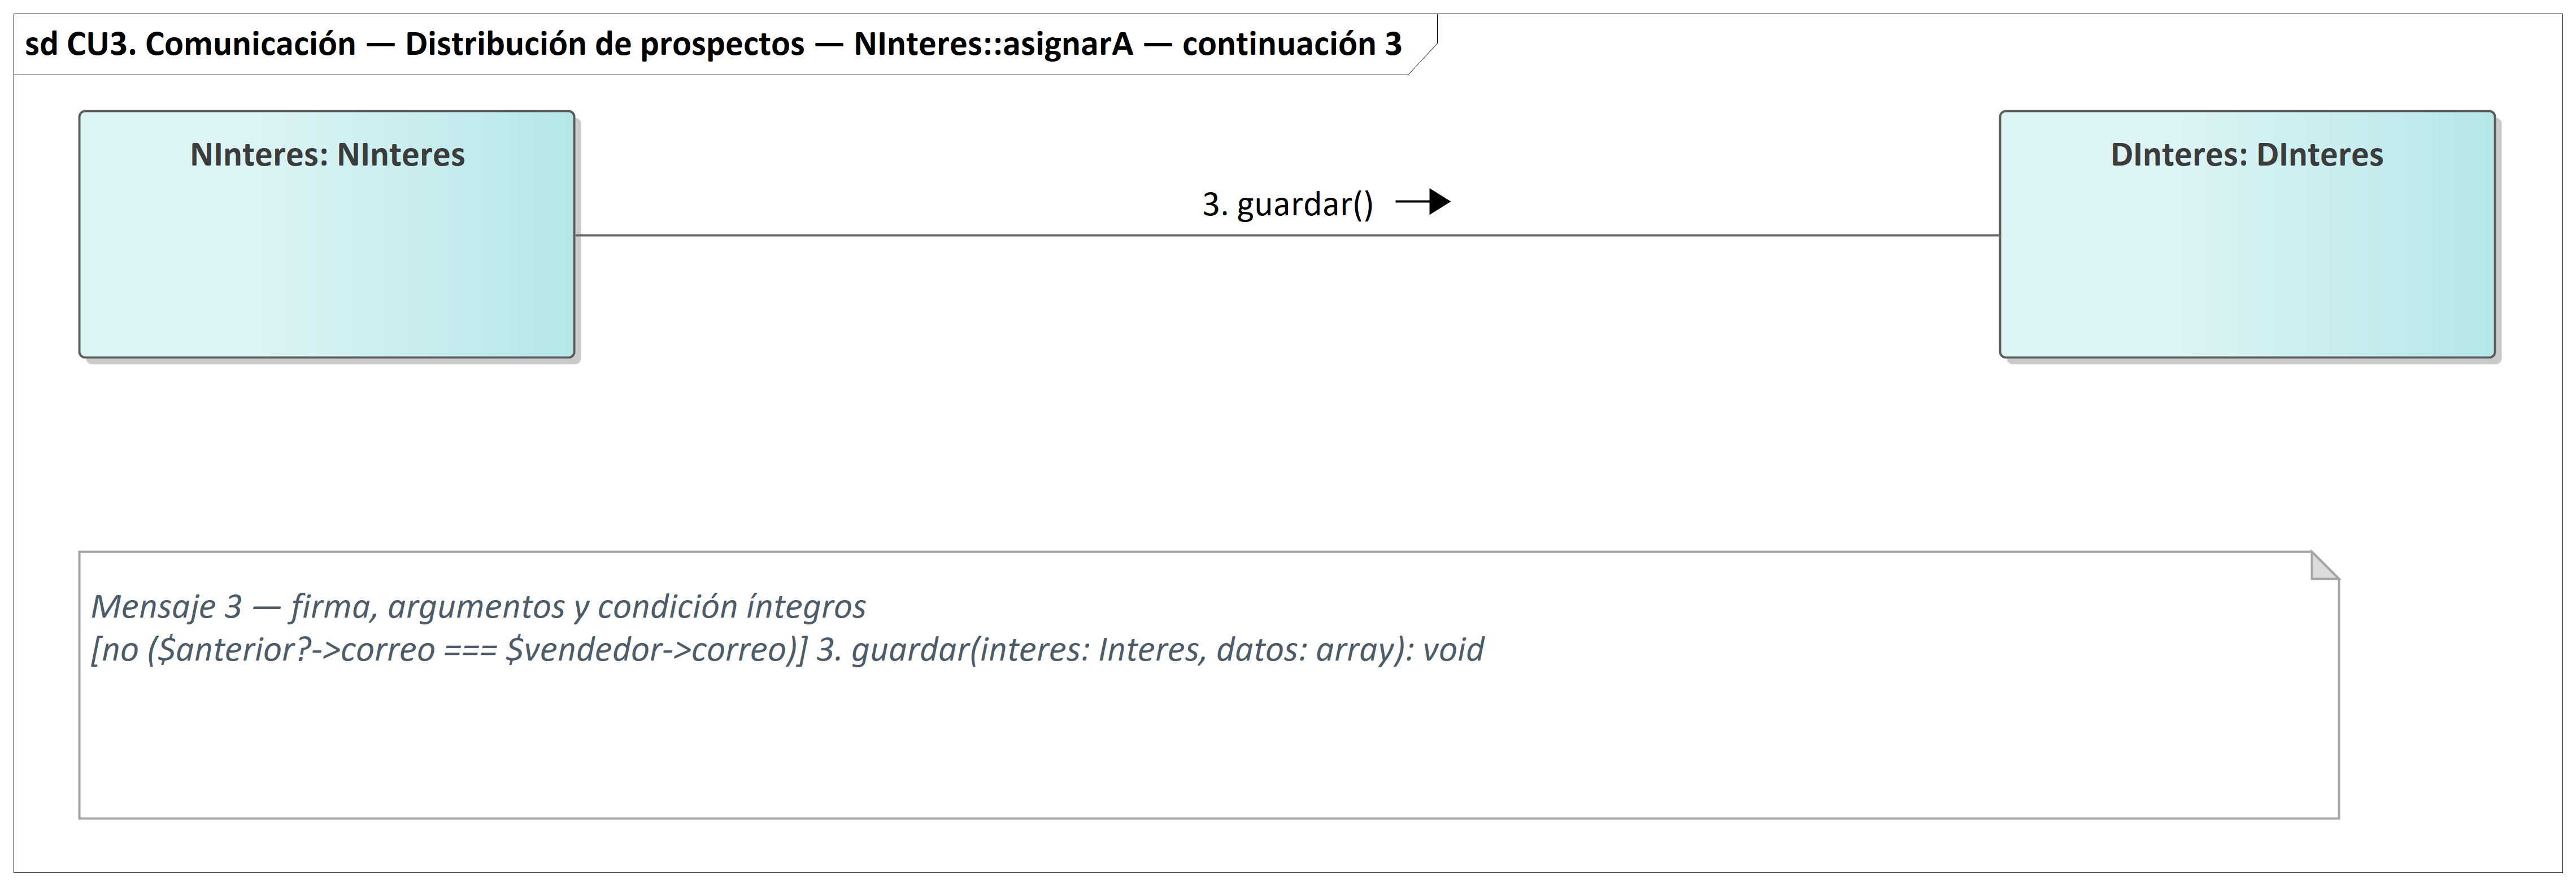 sd CU3. Comunicación — Distribución de prospectos — NInteres::asignarA — continuación 3
NInteres: NInteres
DInteres: DInteres
3. guardar()
Mensaje 3 — firma, argumentos y condición íntegros
[no ($anterior?->correo === $vendedor->correo)] 3. guardar(interes: Interes, datos: array): void